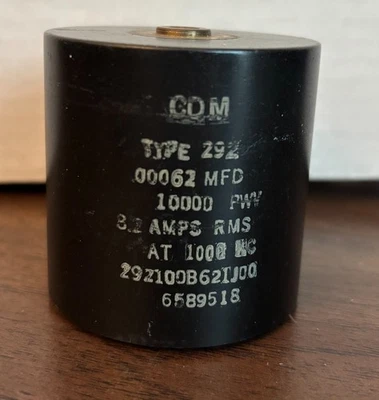 CDM
TYPE 292
.00062 MFD
10000 PWV
8.2 AMPS RMS
AT 1000 KC
292100B621J00
6589518